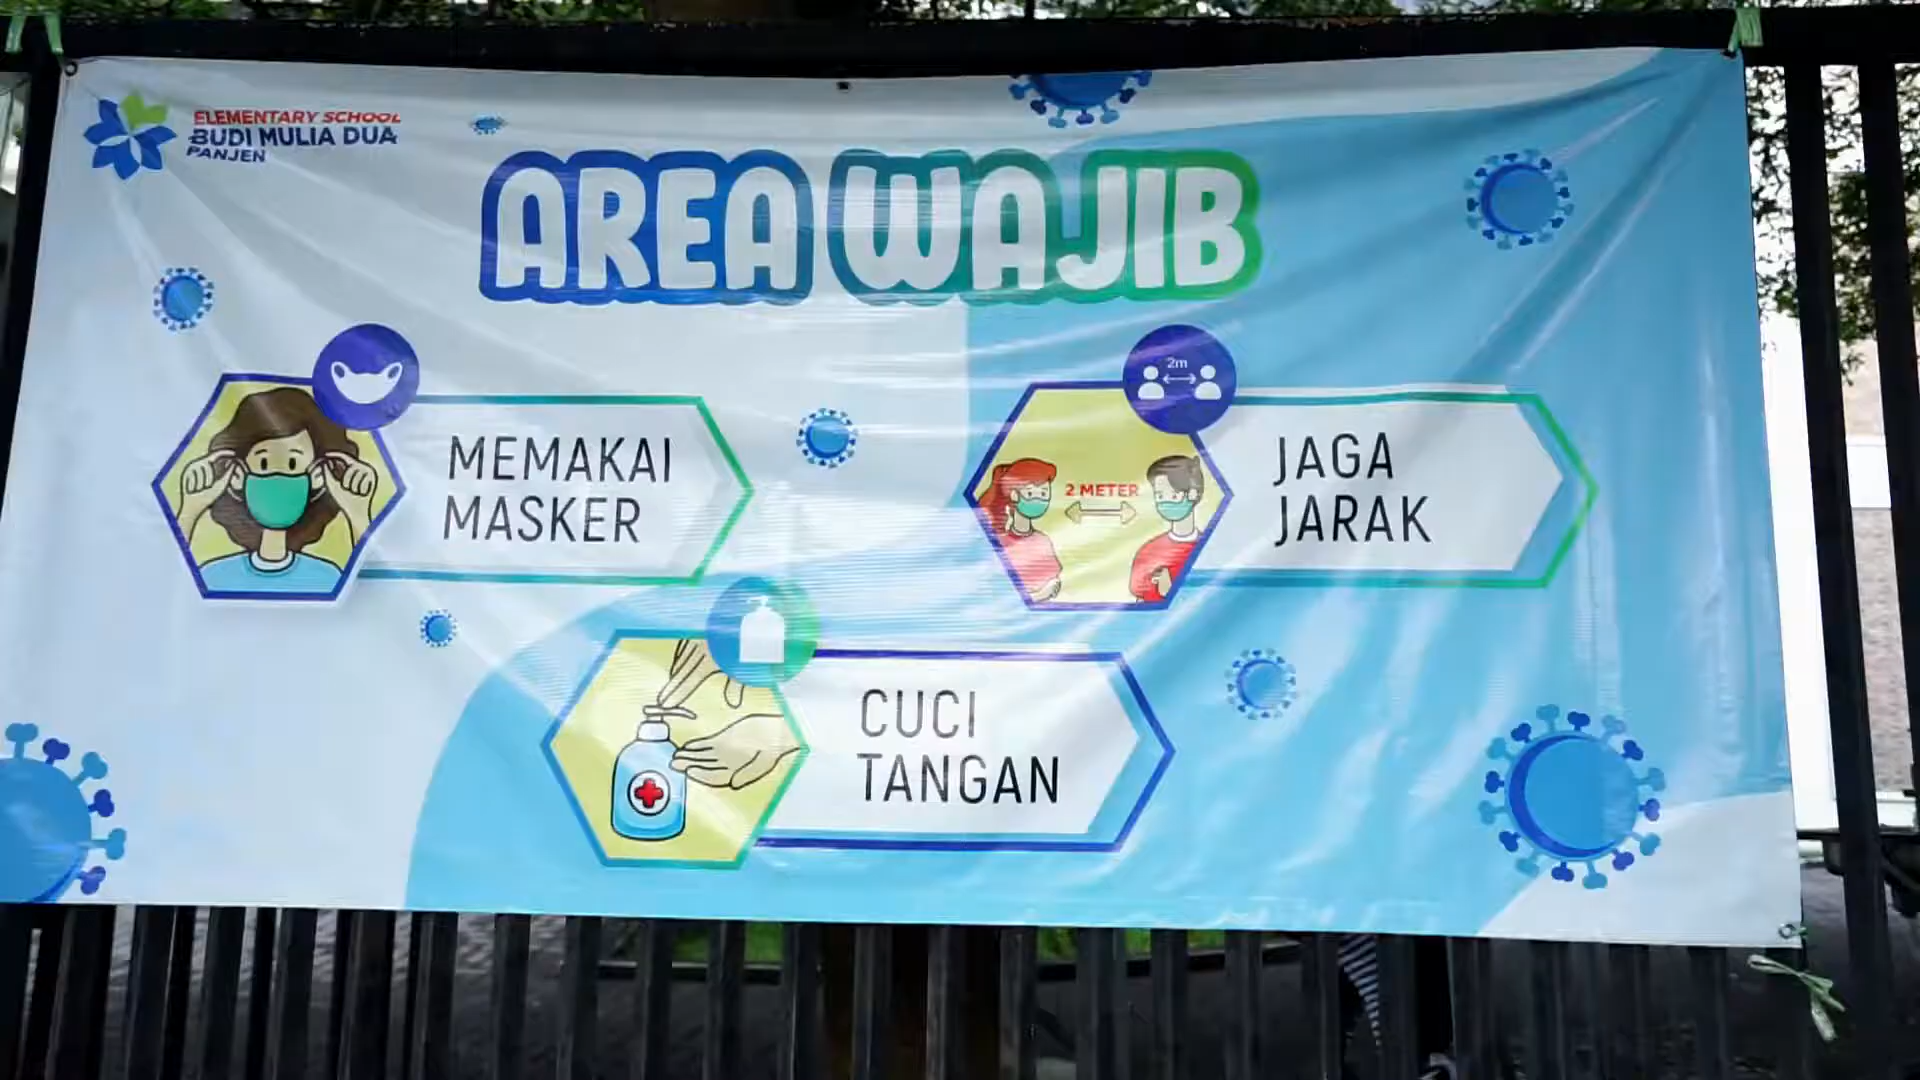 ELEMENTARY SCHOOL
BUDI MULIA DUA
PANJEN
AREA WAJIB
MEMAKAI
MASKER
2m
2 METER
JAGA
JARAK
CUCI
TANGAN